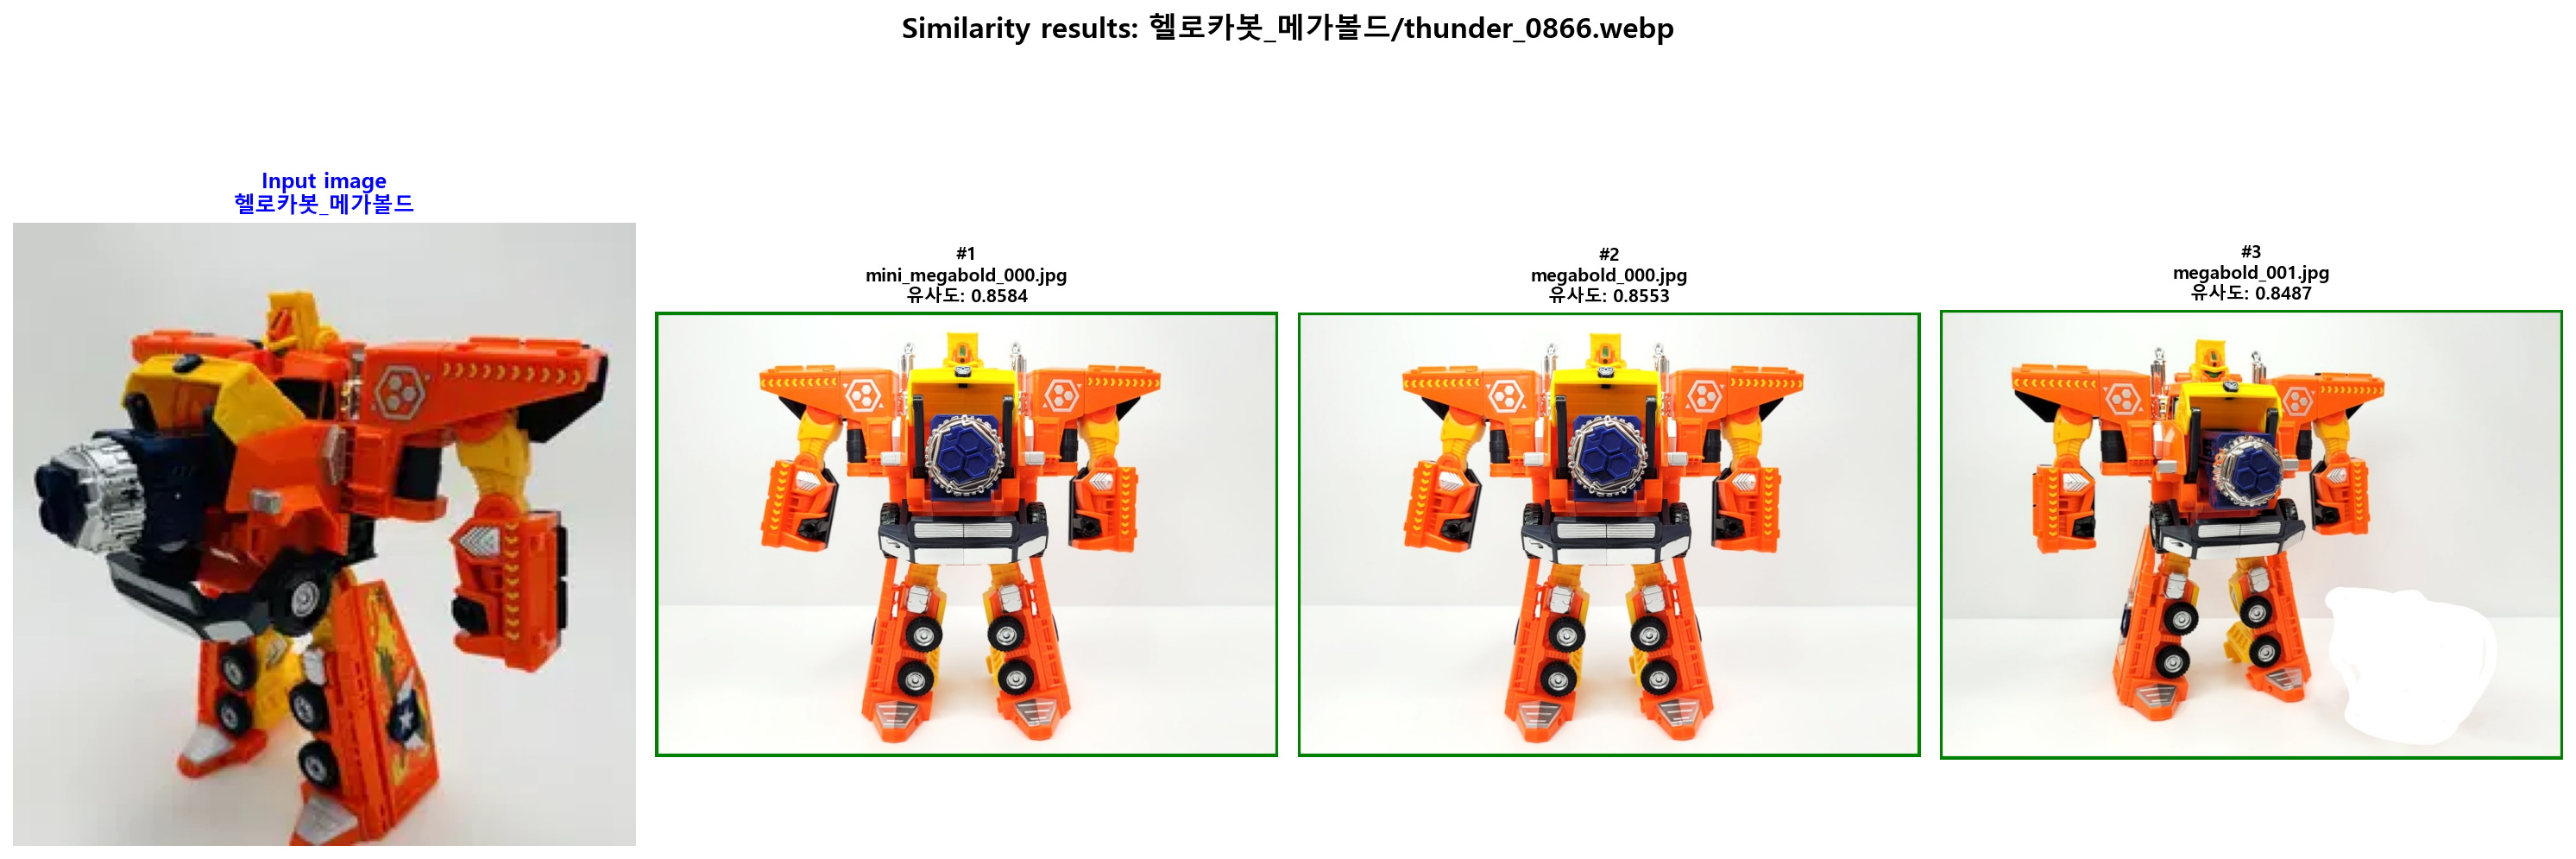 Similarity results: 헬로카봇_메가볼드/thunder_0866.webp
Input image
헬로카봇_메가볼드
#1
mini_megabold_000.jpg
유사도: 0.8584
#2
megabold_000.jpg
유사도: 0.8553
#3
megabold_001.jpg
유사도: 0.8487